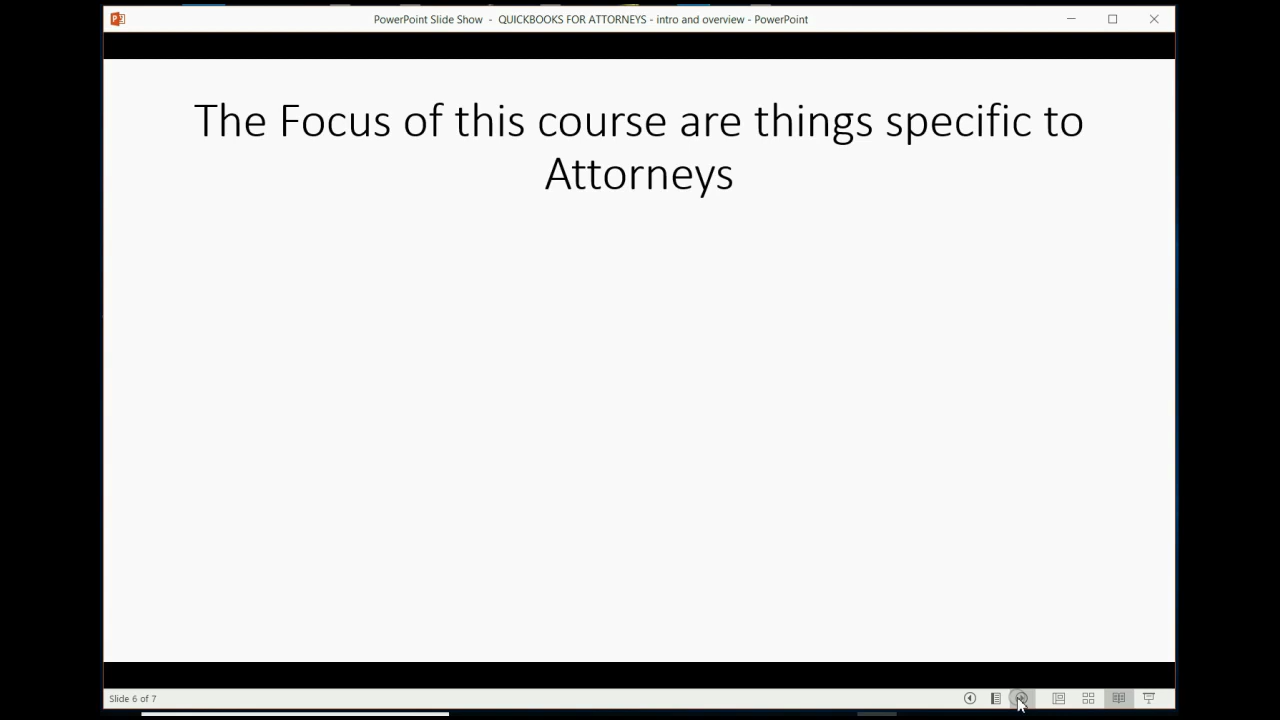 PowerPoint Slide Show - QUICKBOOKS FOR ATTORNEYS - intro and overview - PowerPoint
The Focus of this course are things specific to
Attorneys
Slide 6 of 7